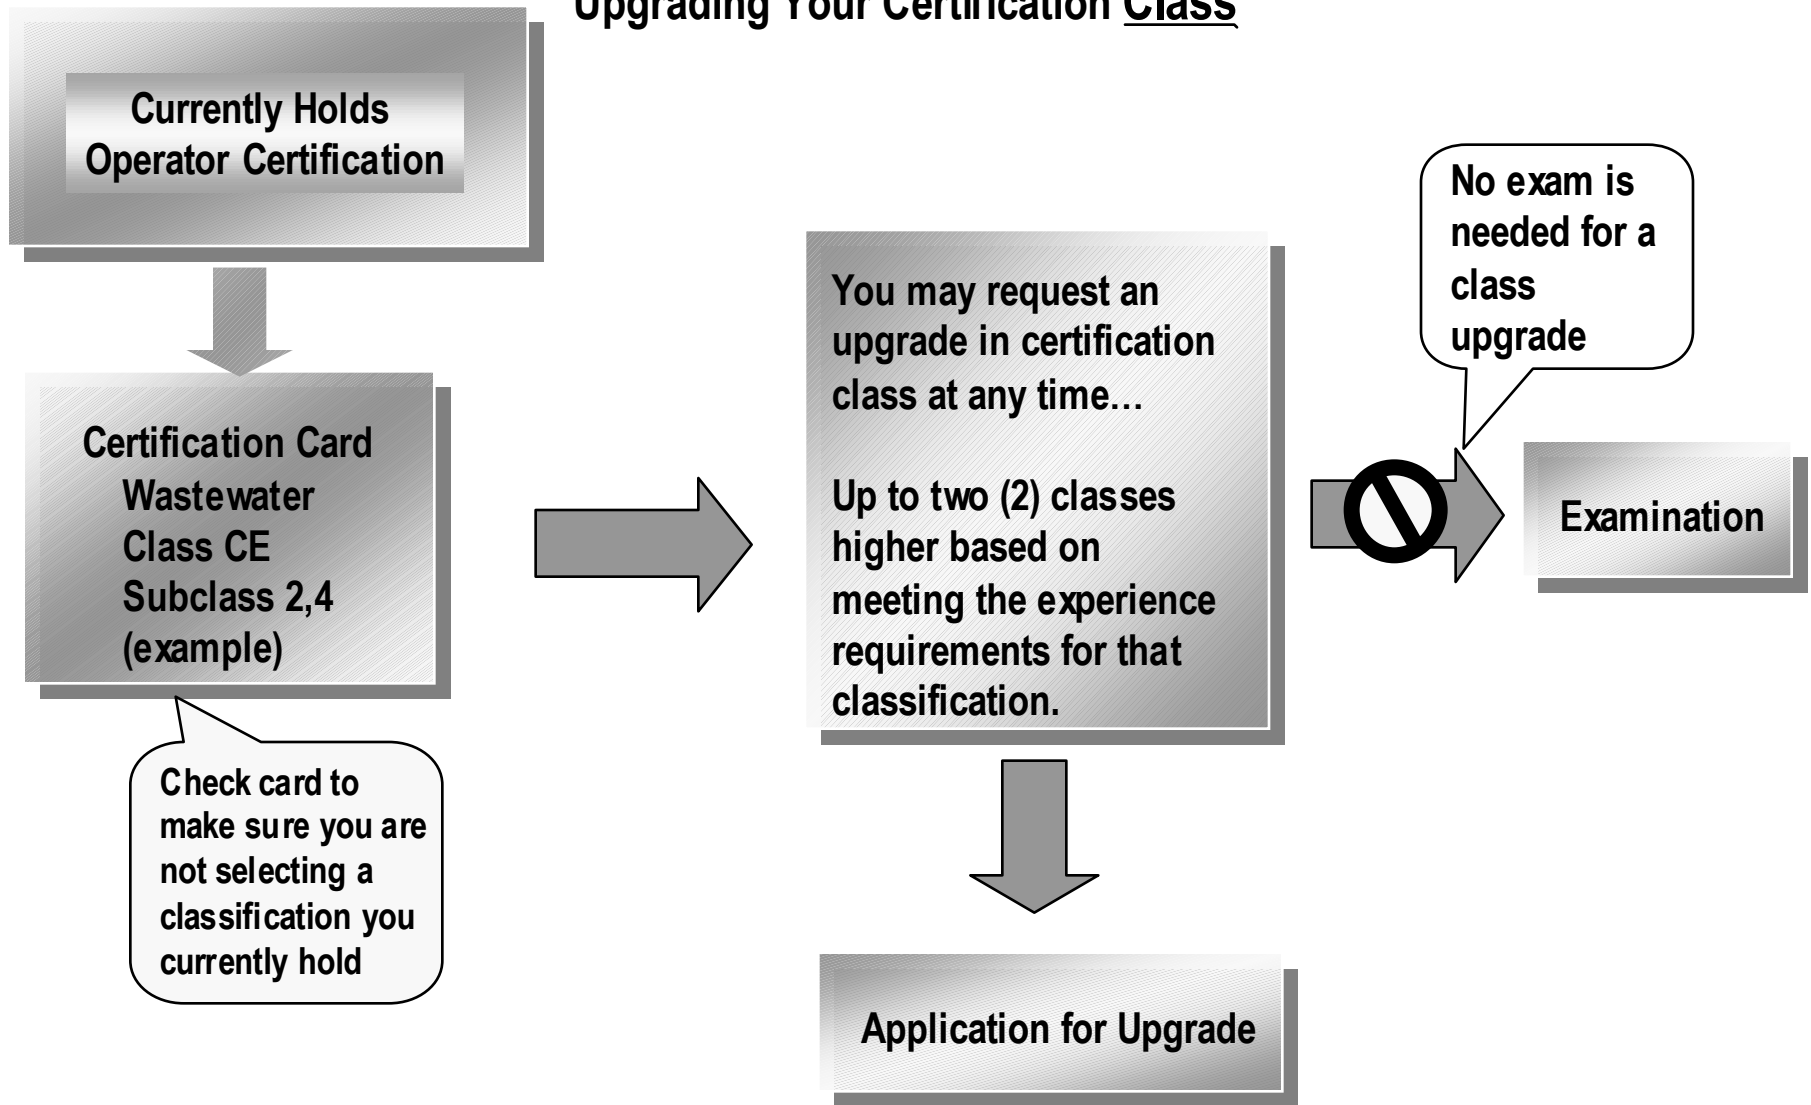 Upgrading Your Certification Class
Currently Holds
Operator Certification
Certification Card
Wastewater
Class CE
Subclass 2,4
(example)
Check card to
make sure you are
not selecting a
classification you
currently hold
You may request an
upgrade in certification
class at any time…
Up to two (2) classes
higher based on
meeting the experience
requirements for that
classification.
No exam is
needed for a
class
upgrade
Examination
Application for Upgrade